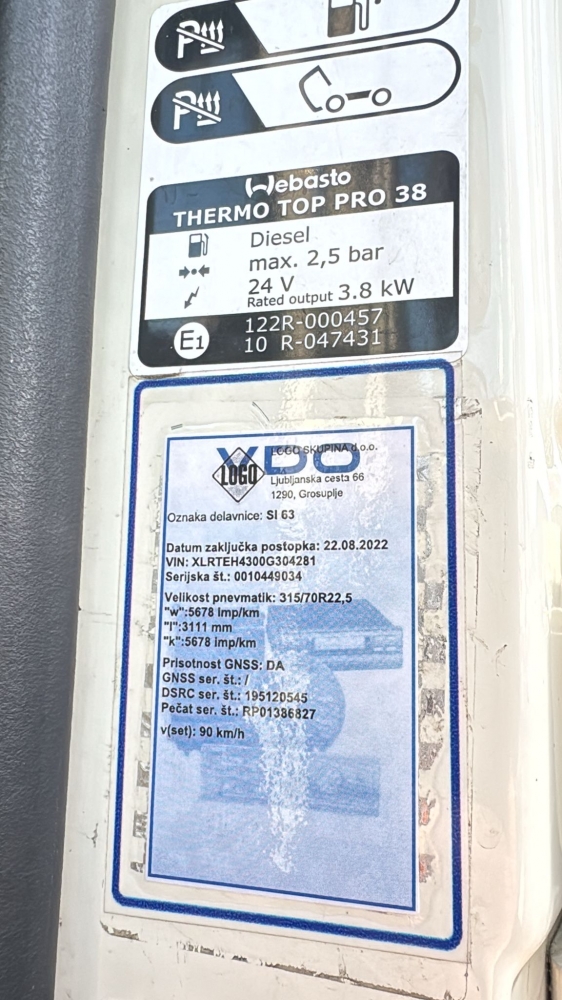 Webasto
THERMO TOP PRO 38
Diesel
max. 2,5 bar
24 V
Rated output 3.8 kW
E1
122R-000457
10 R-047431
VDO
LOGO
LOGO SKUPINA d.o.o.
Ljubljanska cesta 66
1290, Grosuplje
Oznaka delavnice: SI 63
Datum zaključka postopka: 22.08.2022
VIN: XLRTEH4300G304281
Serijska št.: 0010449034
Velikost pnevmatik: 315/70R22,5
"w":5678 Imp/km
"l":3111 mm
"k":5678 imp/km
Prisotnost GNSS: DA
GNSS ser. št.: /
DSRC ser. št.: 195120545
Pečat ser. št.: RP01386827
v(set): 90 km/h